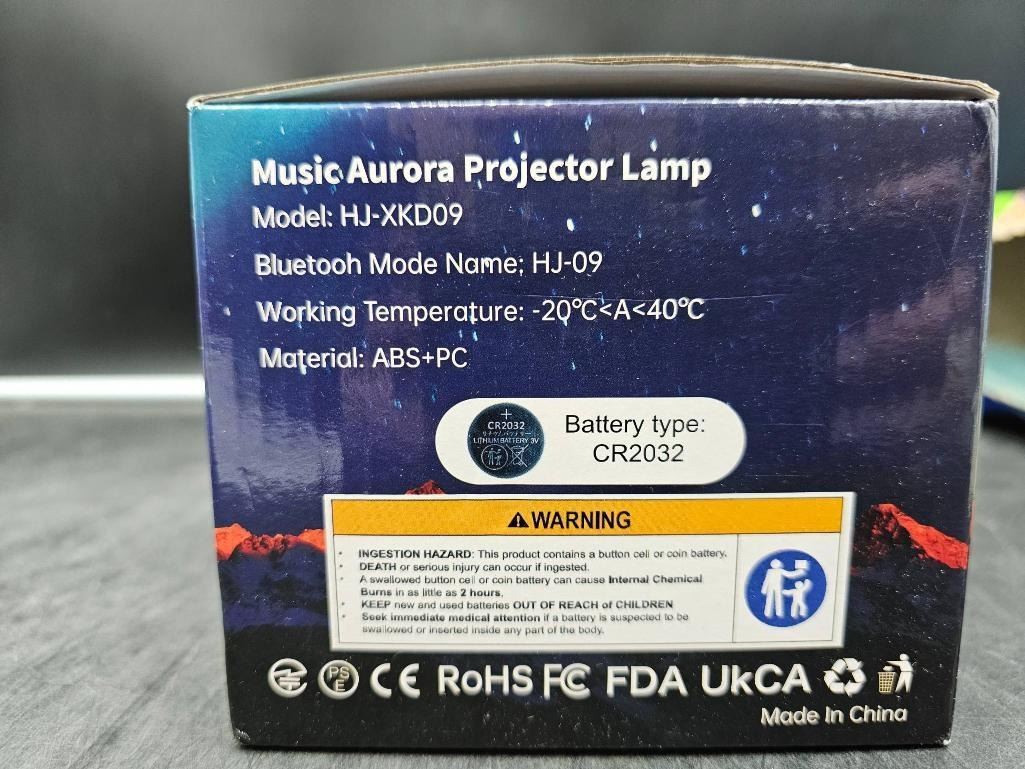 Music Aurora Projector Lamp
Model: HJ-XKD09
Bluetooh Mode Name: HJ-09
Working Temperature: -20℃<A<40℃
Material: ABS+PC
+
CR2032
LITHIUM BATTERY 3V
Battery type:
CR2032
WARNING
INGESTION HAZARD: This product contains a button cell or coin battery.
DEATH or serious injury can occur if ingested.
A swallowed button cell or coin battery can cause Internal Chemical
Burns in as little as 2 hours.
KEEP new and used batteries OUT OF REACH of CHILDREN
Seek immediate medical attention if a battery is suspected to be
swallowed or inserted inside any part of the body.
PS
E
CE RoHS FC FDA UkCA
Made In China